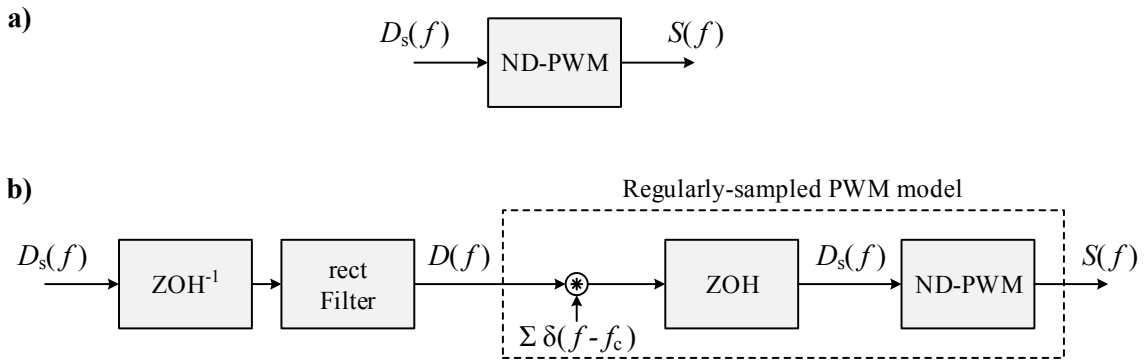 a)
Ds(f)
ND-PWM
S(f)
b)
Regularly-sampled PWM model
Ds(f)
ZOH-1
rect
Filter
D(f)
*
Σ δ(f-fc)
ZOH
Ds(f)
ND-PWM
S(f)